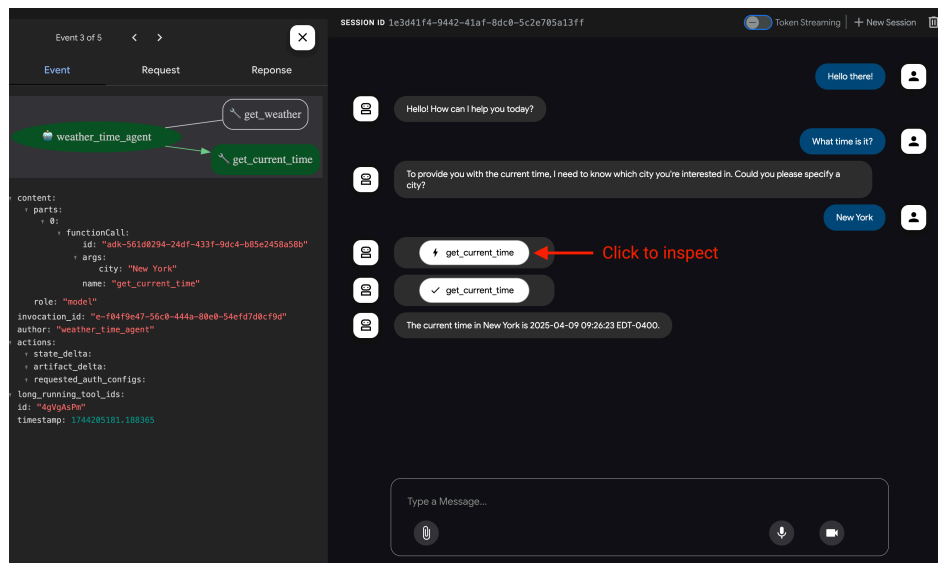 SESSION ID 1e3d41f4-9442-41af-8dc0-5c2e705a13ff
Token Streaming
New Session
Event 3 of 5
Event
Request
Reponse
get_weather
weather_time_agent
get_current_time
content:
parts:
0:
functionCall:
id: "adk-561d0294-24df-433f-9dc4-b85e2458a58b"
args:
city: "New York"
name: "get_current_time"
role: "model"
invocation_id: "e-f04f9e47-56c0-444a-80e0-54efd7d0cf9d"
author: "weather_time_agent"
actions:
state_delta:
artifact_delta:
requested_auth_configs:
long_running_tool_ids:
id: "4gVgAsPm"
timestamp: 1744205181.188365
Hello there!
Hello! How can I help you today?
What time is it?
To provide you with the current time, I need to know which city you're interested in. Could you please specify a
city?
New York
get_current_time
Click to inspect
get_current_time
The current time in New York is 2025-04-09 09:26:23 EDT-0400.
Type a Message...